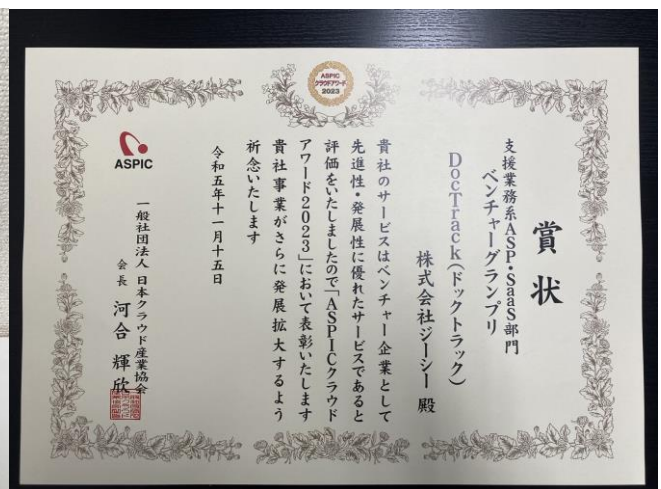 ASPIC
クラウドアワード
2023
賞状
支援業務系ASP・SaaS部門
ベンチャーグランプリ
DocTrack(ドックトラック)
株式会社ジーシー 殿
貴社のサービスはベンチャー企業として
先進性・発展性に優れたサービスであると
評価をいたしましたので「ASPICクラウド
アワード2023」において表彰いたします
貴社事業がさらに発展拡大するよう
祈念いたします
令和五年十一月十五日
ASPIC
一般社団法人 日本クラウド産業協会
会長 河合 輝欣